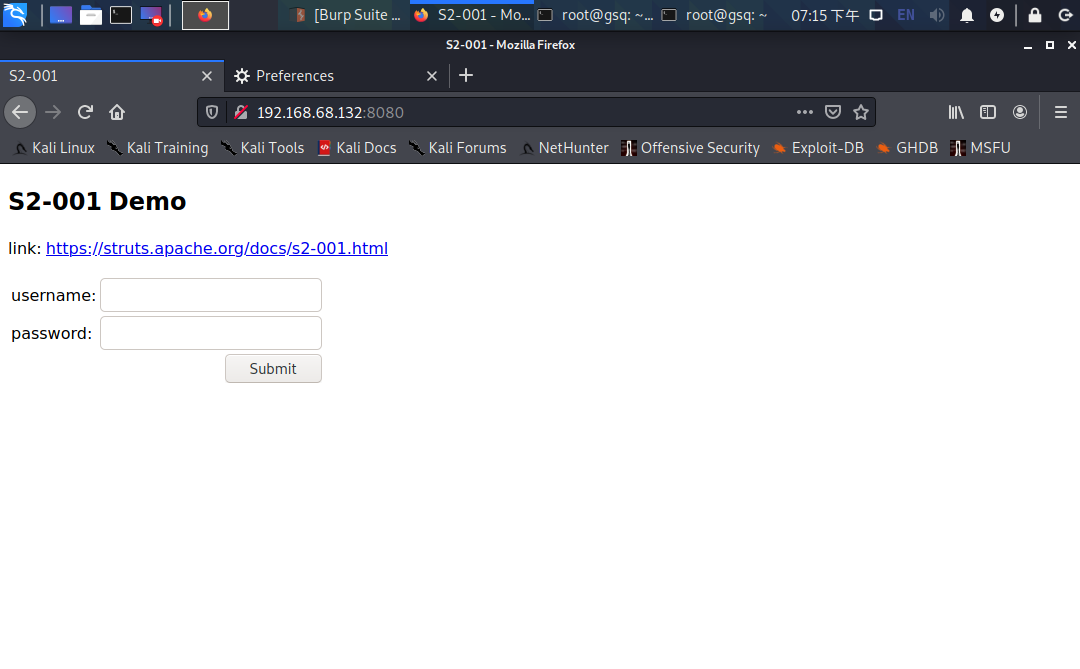 [Burp Suite ... S2-001 - Mo... root@gsq: ~... root@gsq: ~ 07:15 下午 EN
S2-001 - Mozilla Firefox
S2-001 Preferences
192.168.68.132:8080
Kali Linux Kali Training Kali Tools Kali Docs Kali Forums NetHunter Offensive Security Exploit-DB GHDB MSFU
S2-001 Demo
link: https://struts.apache.org/docs/s2-001.html
username:
password:
Submit